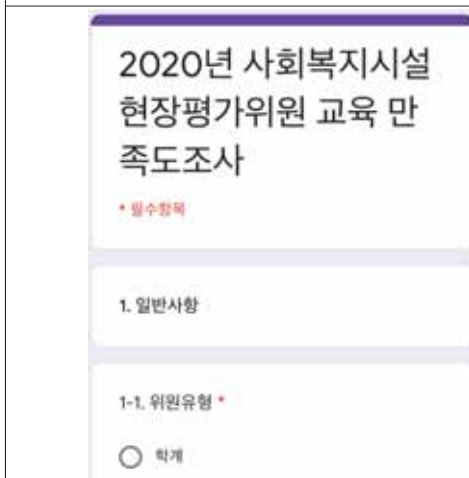 2020년 사회복지시설
현장평가위원 교육 만
족도조사
* 필수항목
1. 일반사항
1-1. 위원유형 *
학계